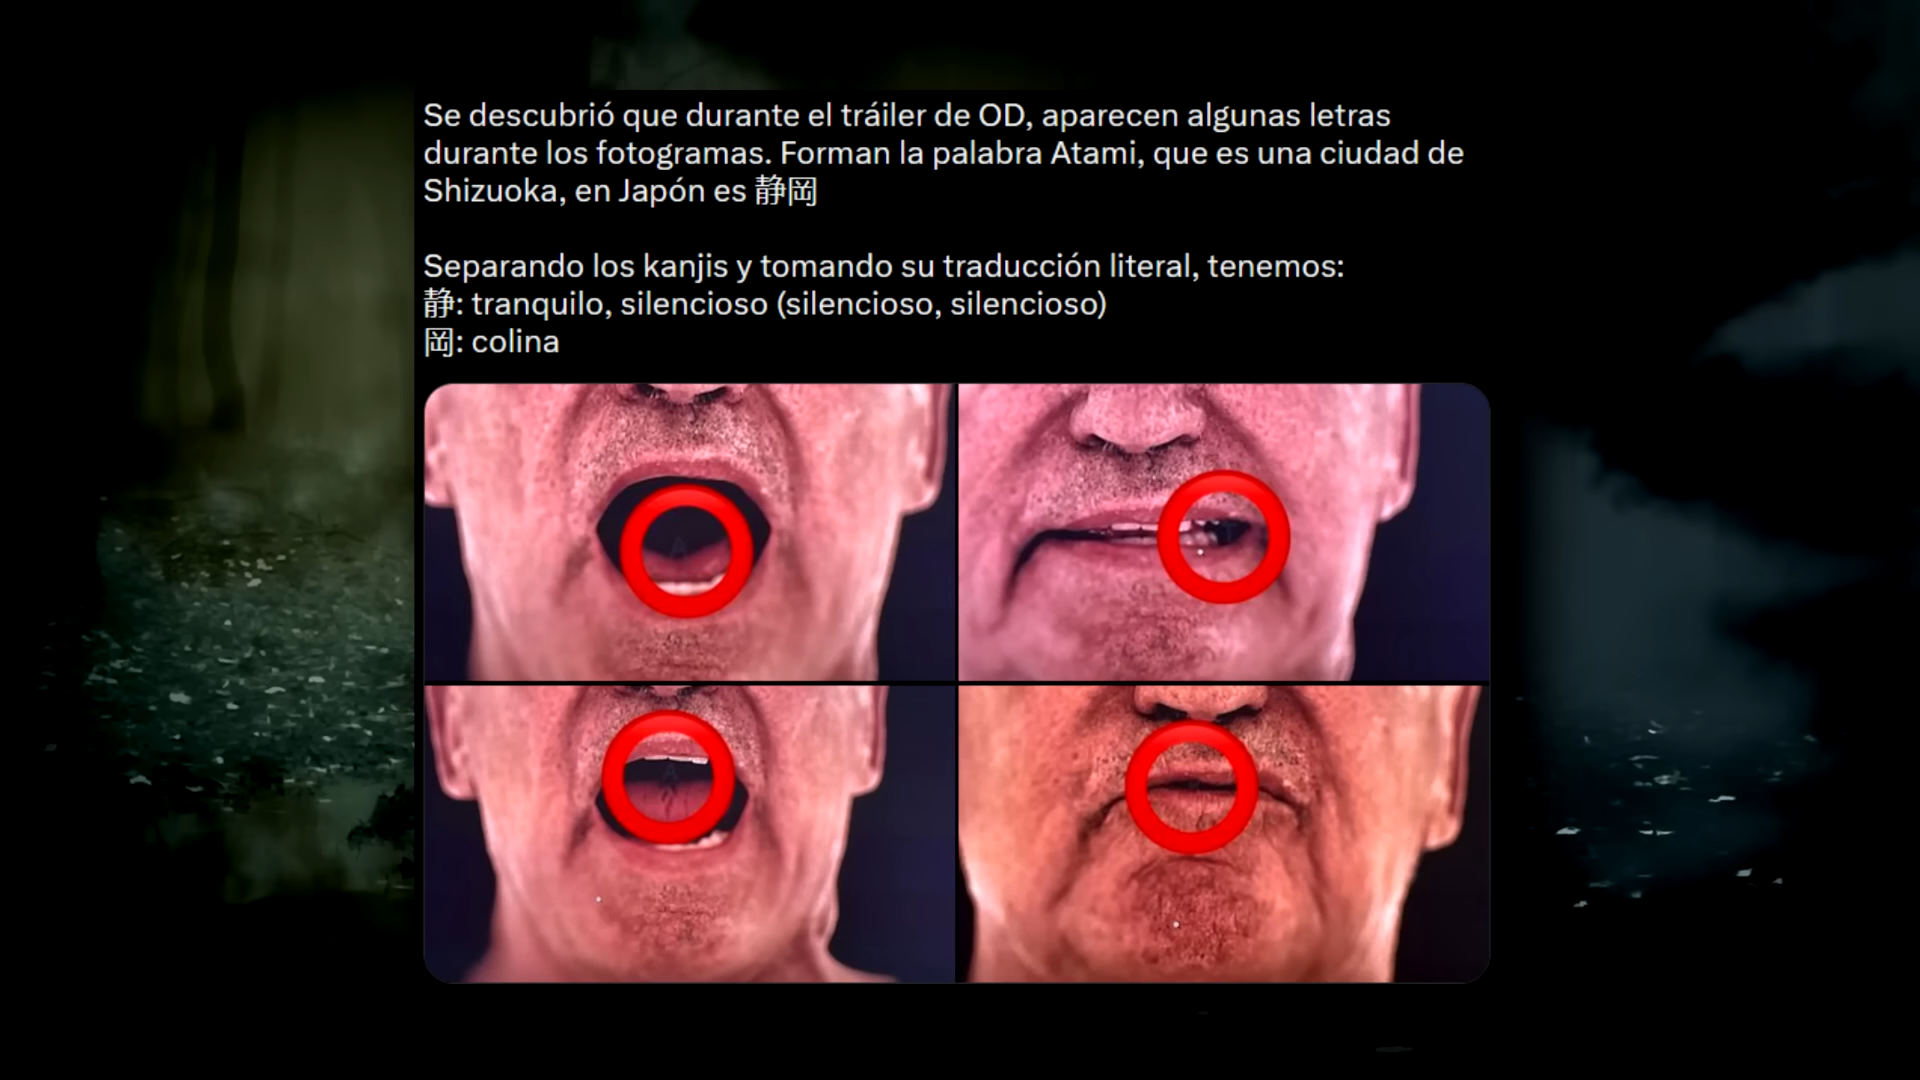 Se descubrió que durante el tráiler de OD, aparecen algunas letras
durante los fotogramas. Forman la palabra Atami, que es una ciudad de
Shizuoka, en Japón es 静岡
Separando los kanjis y tomando su traducción literal, tenemos:
静: tranquilo, silencioso (silencioso, silencioso)
岡: colina
A
A